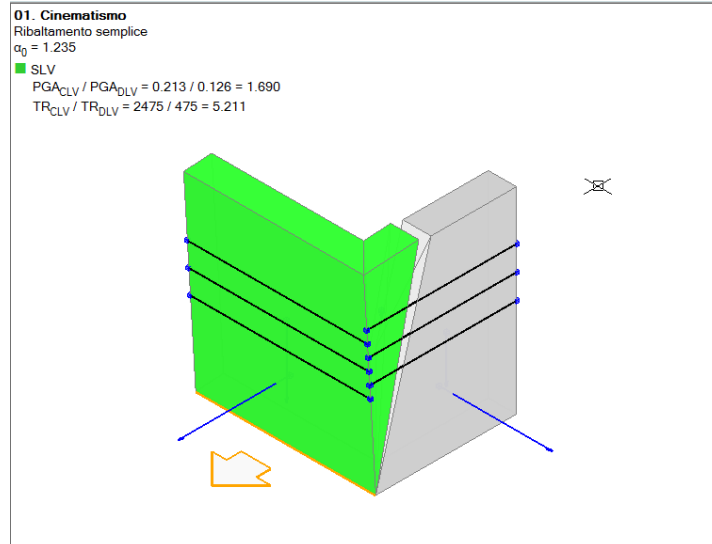 01. Cinematismo
Ribaltamento semplice
α0 = 1.235
SLV
PGACLV / PGADLV = 0.213 / 0.126 = 1.690
TRCLV / TRDLV = 2475 / 475 = 5.211